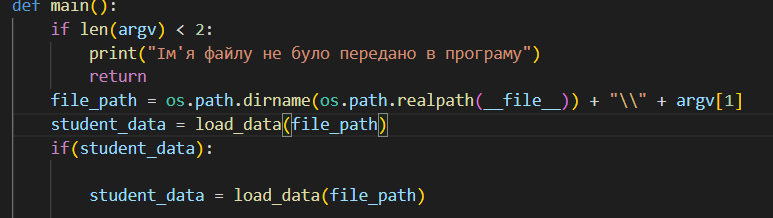 def main():
    if len(argv) < 2:
        print("Ім'я файлу не було передано в програму")
        return
    file_path = os.path.dirname(os.path.realpath(__file__)) + "\\" + argv[1]
    student_data = load_data(file_path)
    if(student_data):
        student_data = load_data(file_path)